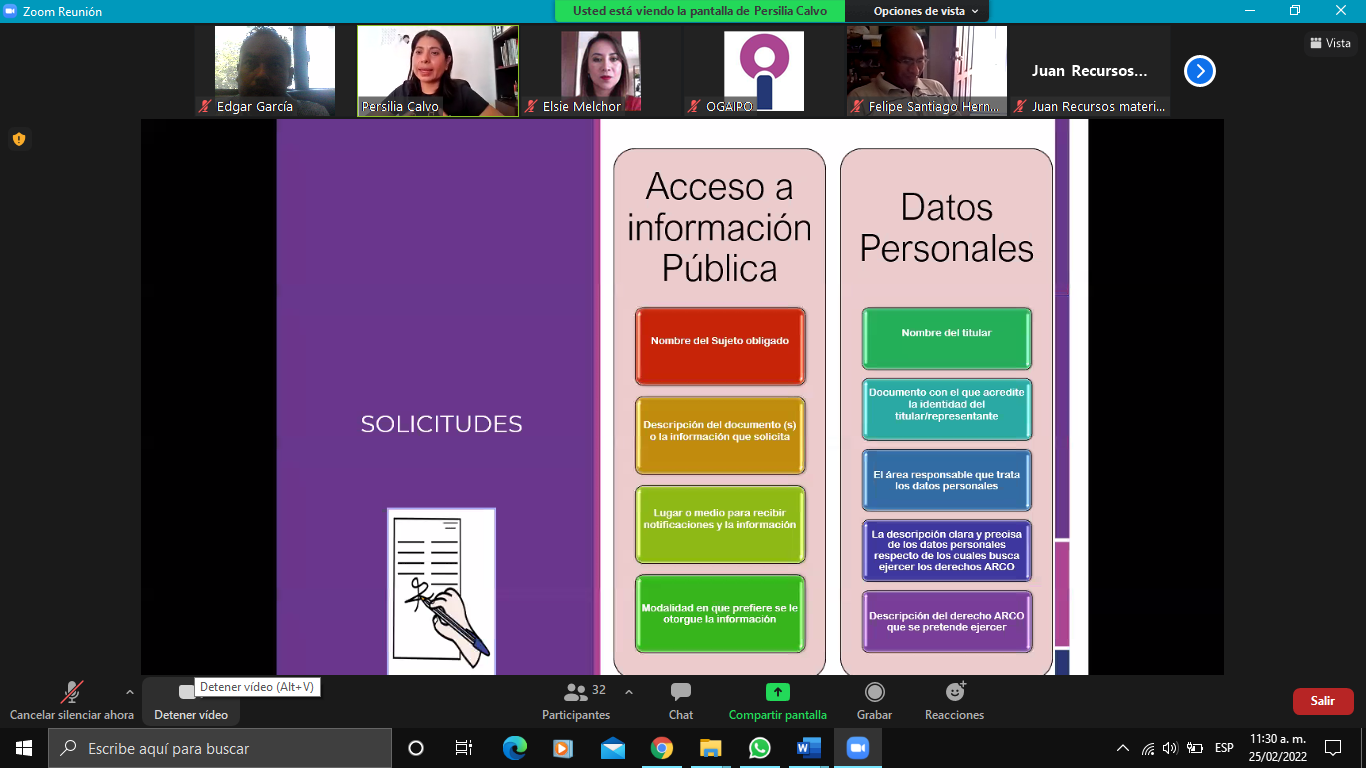 Zoom Reunión
Usted está viendo la pantalla de Persilia Calvo
Opciones de vista
Vista
Edgar García
Persilia Calvo
Elsie Melchor
OGAIPO
Felipe Santiago Hern...
Juan Recursos...
Juan Recursos materi...
SOLICITUDES
Acceso a
información
Pública
Nombre del Sujeto obligado
Descripción del documento (s)
o la información que solicita
Lugar o medio para recibir
notificaciones y la información
Modalidad en que prefiere se le
otorgue la información
Datos
Personales
Nombre del titular
Documento con el que acredite
la identidad del
titular/representante
El área responsable que trata
los datos personales
La descripción clara y precisa
de los datos personales
respecto de los cuales busca
ejercer los derechos ARCO
Descripción del derecho ARCO
que se pretende ejercer
Detener vídeo (Alt+V)
Cancelar silenciar ahora
Detener vídeo
32
Participantes
Chat
Compartir pantalla
Grabar
Reacciones
Salir
Escribe aquí para buscar
ESP
11:30 a. m.
25/02/2022